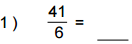 1 ) 41/6 = ___